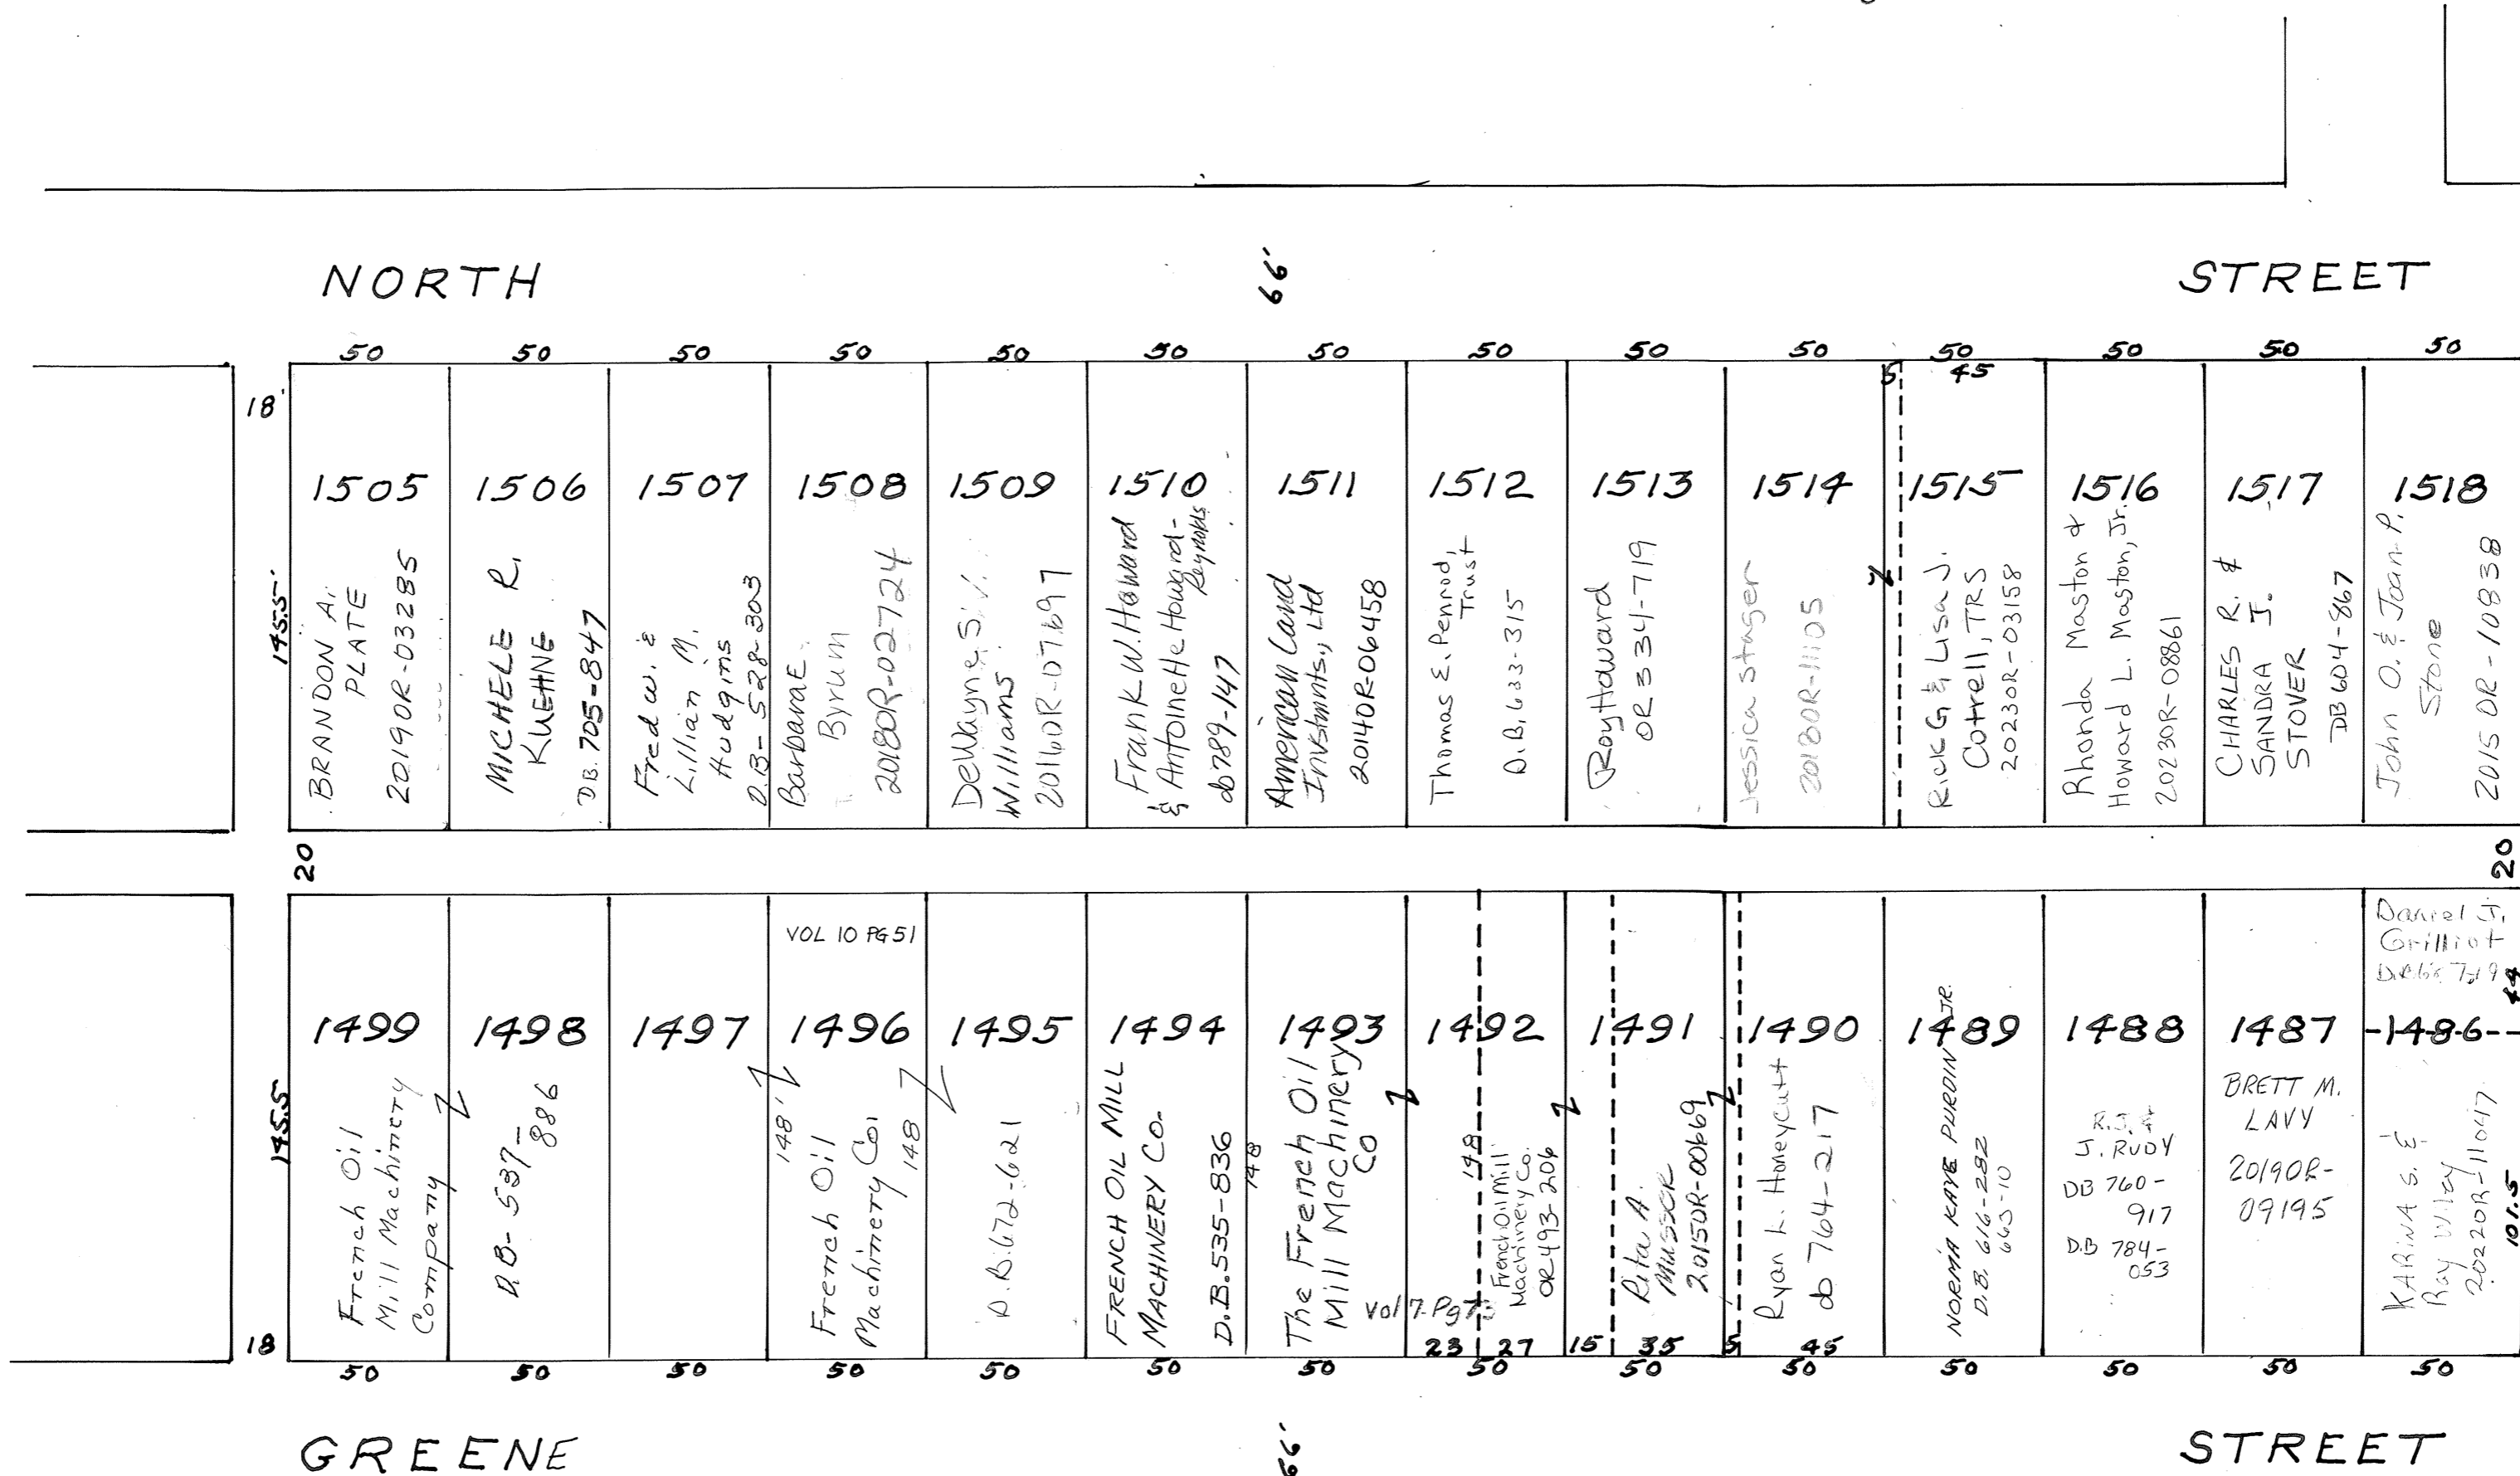 NORTH
66'
STREET
50 50 50 50 50 50 50 50 50 50 50 50 50 50
5 45
18'
1505 1506 1507 1508 1509 1510 1511 1512 1513 1514 1515 1516 1517 1518
145.5'
BRANDON A.
PLATE
2019OR-03285
MICHELE R.
KUEHNE
DB. 705-847
Fred W. &
Lillian M.
Hudgins
D.B- 528-303
Barbara E.
Byrum
2018OR-02724
DeWayne S.
Williams
2016OR-07697
Frank W. Howard
& Antoinette Howard-
Reynolds
db789-147
American Land
Invstmnts., Ltd
2014OR-06458
Thomas E. Penrod,
Trust
D.B. 633-315
Roy Howard
OR 334-719
Jessica Stager
2018OR-11105
Z
Rick G & Lisa J.
Cotrell, TRS
2023OR-03158
Rhonda Maston &
Howard L. Maston, Jr.
2023OR-08861
CHARLES R. &
SANDRA J.
STOVER
DB 604-867
John O. & Joan P.
Stone
2015OR-10838
20
20
VOL 10 PG 51
Daniel J.
Grilliot
44
1499 1498 1497 1496 1495 1494 1493 1492 1491 1490 1489 1488 1487 1486
145.5
French Oil
Mill Machinery
Company
Z
D.B- 537-
886
148'
French Oil
Machinery Co.
148
D.B. 672-621
FRENCH OIL MILL
MACHINERY CO.
D.B. 535-836
148
The French Oil
Mill Machinery
Co
Z
Vol 7 Pg
148
French Oil Mill
Machinery Co.
OR 493-206
Z
Rita A.
Musser
2015OR-00669
Z
Ryan L. Honeycutt
db 764-217
NORMA KAYE PURDIN JR.
D.B. 616-282
663-10
J. RUDY
DB 760-
917
D.B 784-
053
BRETT M.
LAVY
2019OR-
09195
KARINA S. &
Ray Wiley
2022OR-11047
101.5
18
23 27 15 35 5 45
50 50 50 50 50 50 50 50 50 50 50 50 50 50
GREENE
66'
STREET